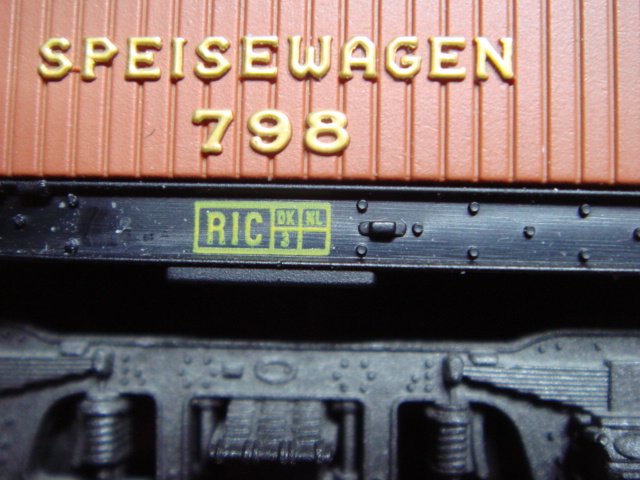 SPEISEWAGEN
798
RIC DK NL
3